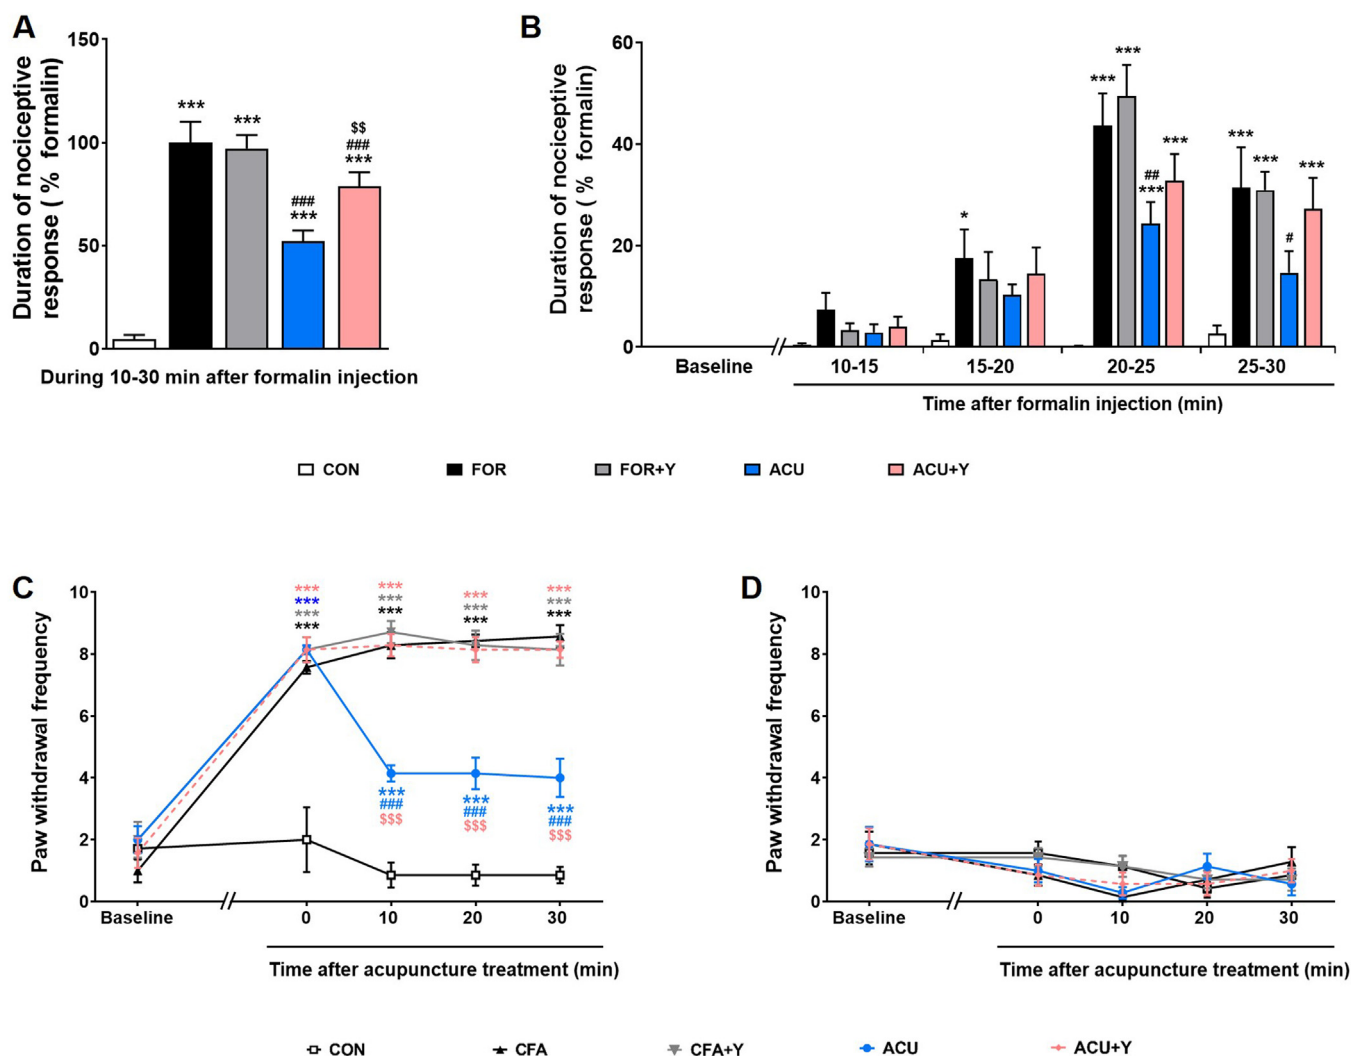 A
B
Duration of nociceptive
response ( % formalin)
150
100
50
0
***
***
###
***
$$
###
***
During 10-30 min after formalin injection
Duration of nociceptive
response ( % formalin)
60
40
20
0
*
***
***
##
***
***
***
***
#
***
Baseline
10-15
15-20
20-25
25-30
Time after formalin injection (min)
CON
FOR
FOR+Y
ACU
ACU+Y
C
D
Paw withdrawal frequency
10
8
6
4
2
0
***
***
***
***
***
***
***
***
***
***
***
***
***
***
###
$$$
***
###
$$$
***
###
$$$
Baseline
0
10
20
30
Time after acupuncture treatment (min)
Paw withdrawal frequency
10
8
6
4
2
0
Baseline
0
10
20
30
Time after acupuncture treatment (min)
CON
CFA
CFA+Y
ACU
ACU+Y